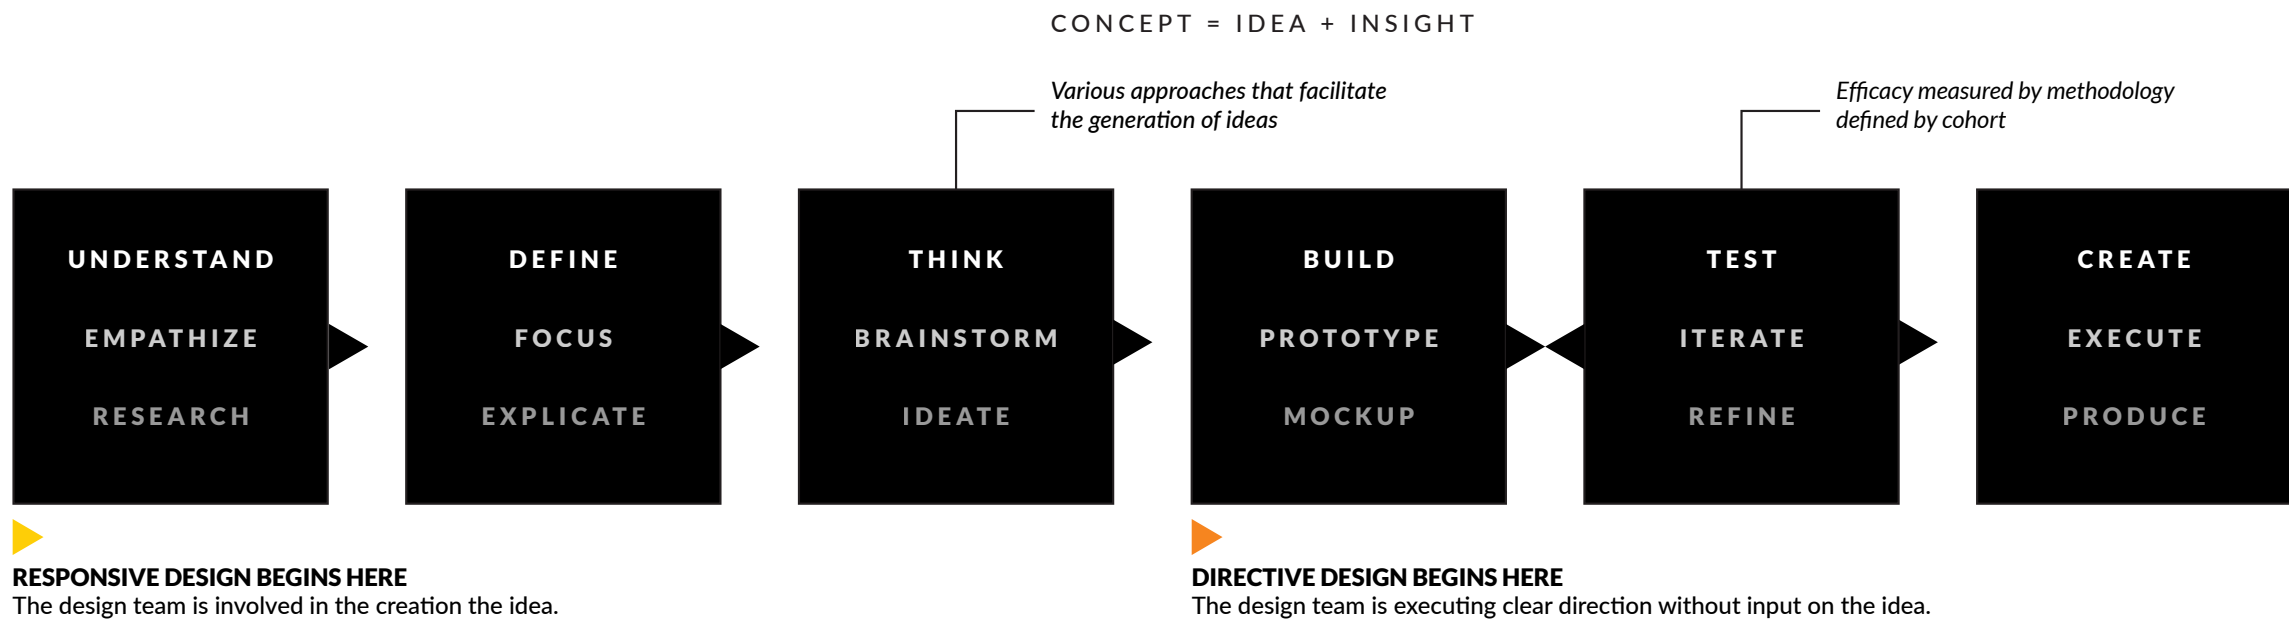 CONCEPT = IDEA + INSIGHT
Various approaches that facilitate
the generation of ideas
Efficacy measured by methodology
defined by cohort
UNDERSTAND
EMPATHIZE
RESEARCH
DEFINE
FOCUS
EXPLICATE
THINK
BRAINSTORM
IDEATE
BUILD
PROTOTYPE
MOCKUP
TEST
ITERATE
REFINE
CREATE
EXECUTE
PRODUCE
RESPONSIVE DESIGN BEGINS HERE
The design team is involved in the creation the idea.
DIRECTIVE DESIGN BEGINS HERE
The design team is executing clear direction without input on the idea.